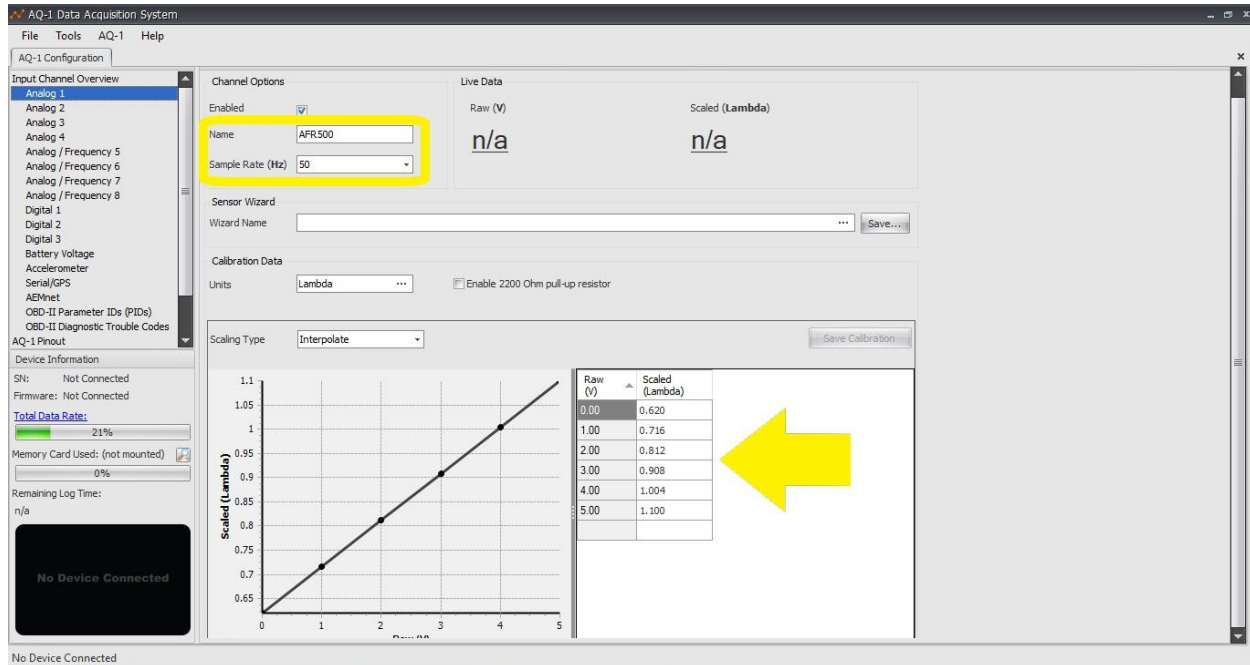 AQ-1 Data Acquisition System
File Tools AQ-1 Help
AQ-1 Configuration
Input Channel Overview
Analog 1
Analog 2
Analog 3
Analog 4
Analog / Frequency 5
Analog / Frequency 6
Analog / Frequency 7
Analog / Frequency 8
Digital 1
Digital 2
Digital 3
Battery Voltage
Accelerometer
Serial/GPS
AEMnet
OBD-II Parameter IDs (PIDs)
OBD-II Diagnostic Trouble Codes
AQ-1 Pinout
Device Information
SN: Not Connected
Firmware: Not Connected
Total Data Rate:
21%
Memory Card Used: (not mounted)
0%
Remaining Log Time:
n/a
No Device Connected
Channel Options
Enabled
Name AFR500
Sample Rate (Hz) 50
Live Data
Raw (V) Scaled (Lambda)
n/a n/a
Sensor Wizard
Wizard Name ... Save...
Calibration Data
Units Lambda ... Enable 2200 Ohm pull-up resistor
Scaling Type Interpolate Save Calibration
Scaled (Lambda)
1.1
1.05
1
0.95
0.9
0.85
0.8
0.75
0.7
0.65
0 1 2 3 4 5
Raw (V)
Raw (V) Scaled (Lambda)
0.00 0.620
1.00 0.716
2.00 0.812
3.00 0.908
4.00 1.004
5.00 1.100
No Device Connected